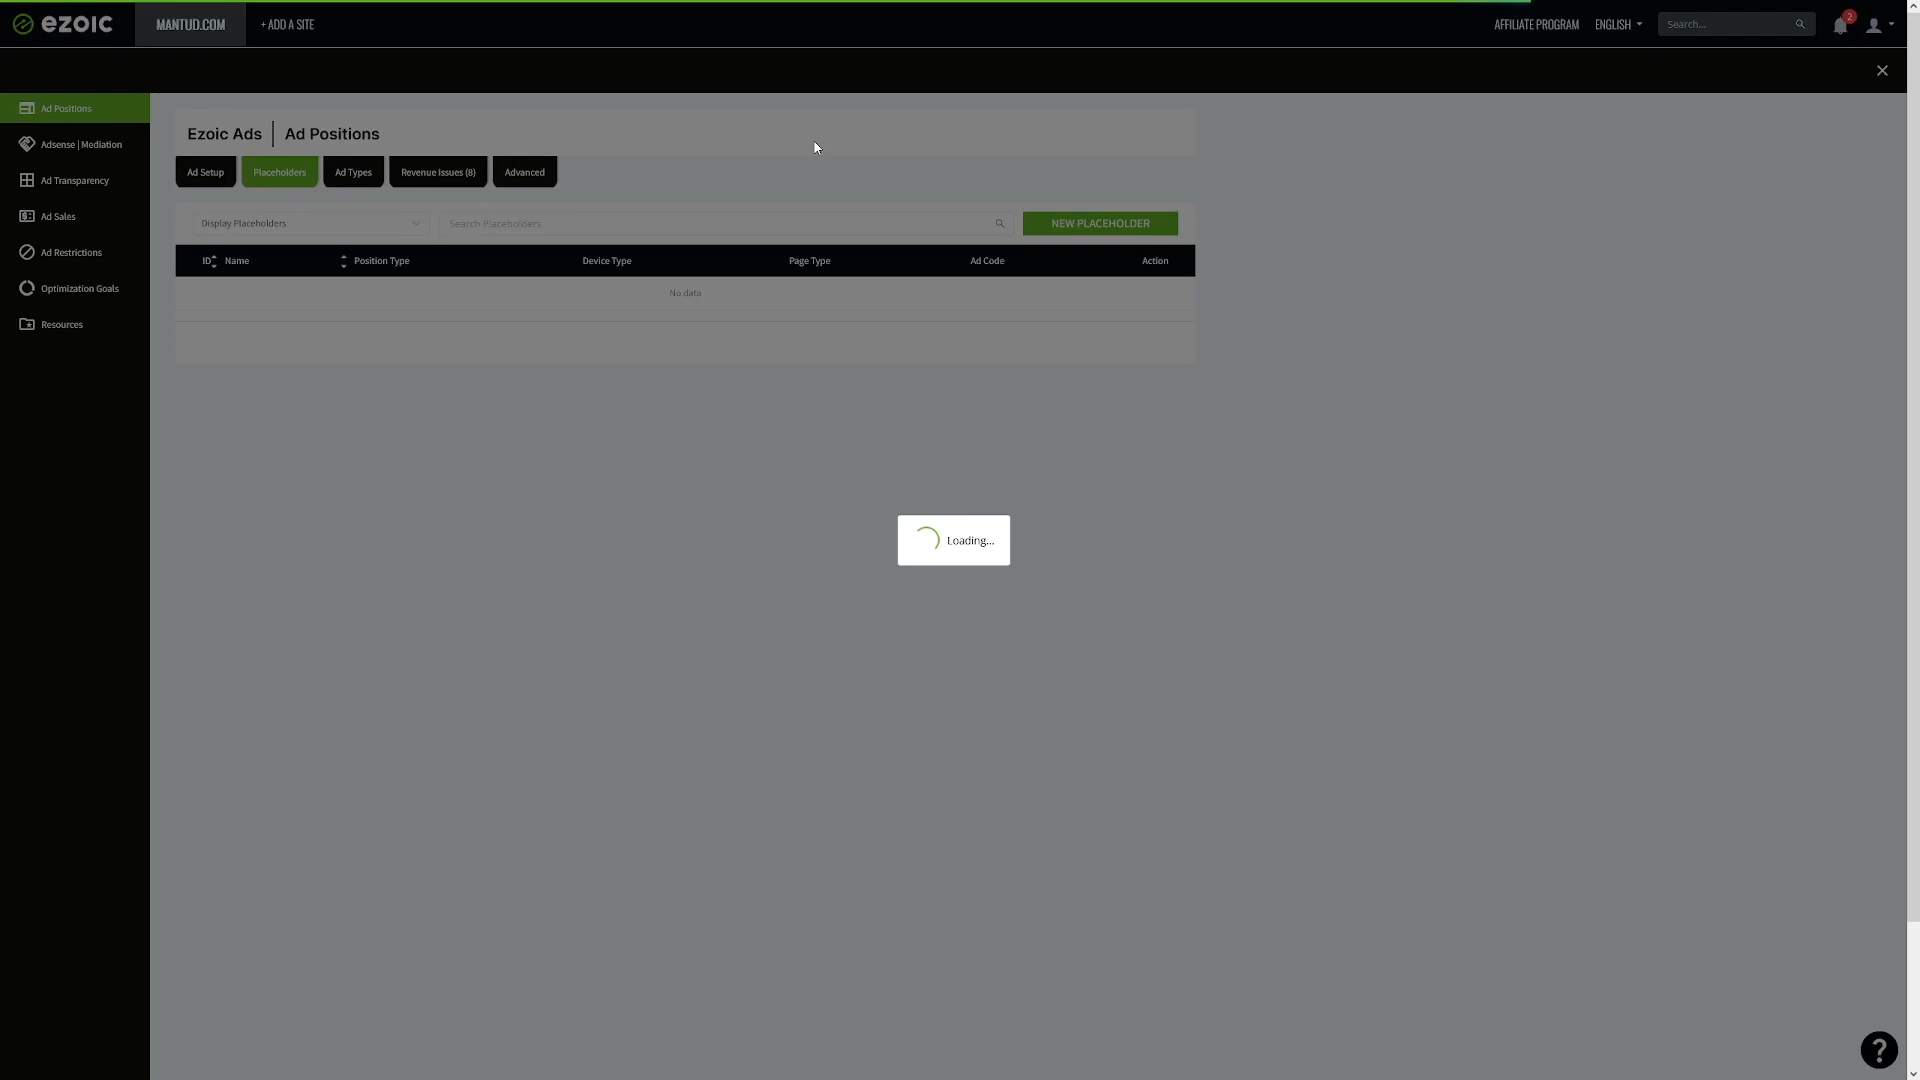 ezoic
MANTUD.COM
+ ADD A SITE
AFFILIATE PROGRAM
ENGLISH
Search...
2
Ad Positions
Adsense | Mediation
Ad Transparency
Ad Sales
Ad Restrictions
Optimization Goals
Resources
Ezoic Ads | Ad Positions
Ad Setup
Placeholders
Ad Types
Revenue Issues (8)
Advanced
Display Placeholders
Search Placeholders
NEW PLACEHOLDER
ID Name Position Type Device Type Page Type Ad Code Action
No data
Loading...
?